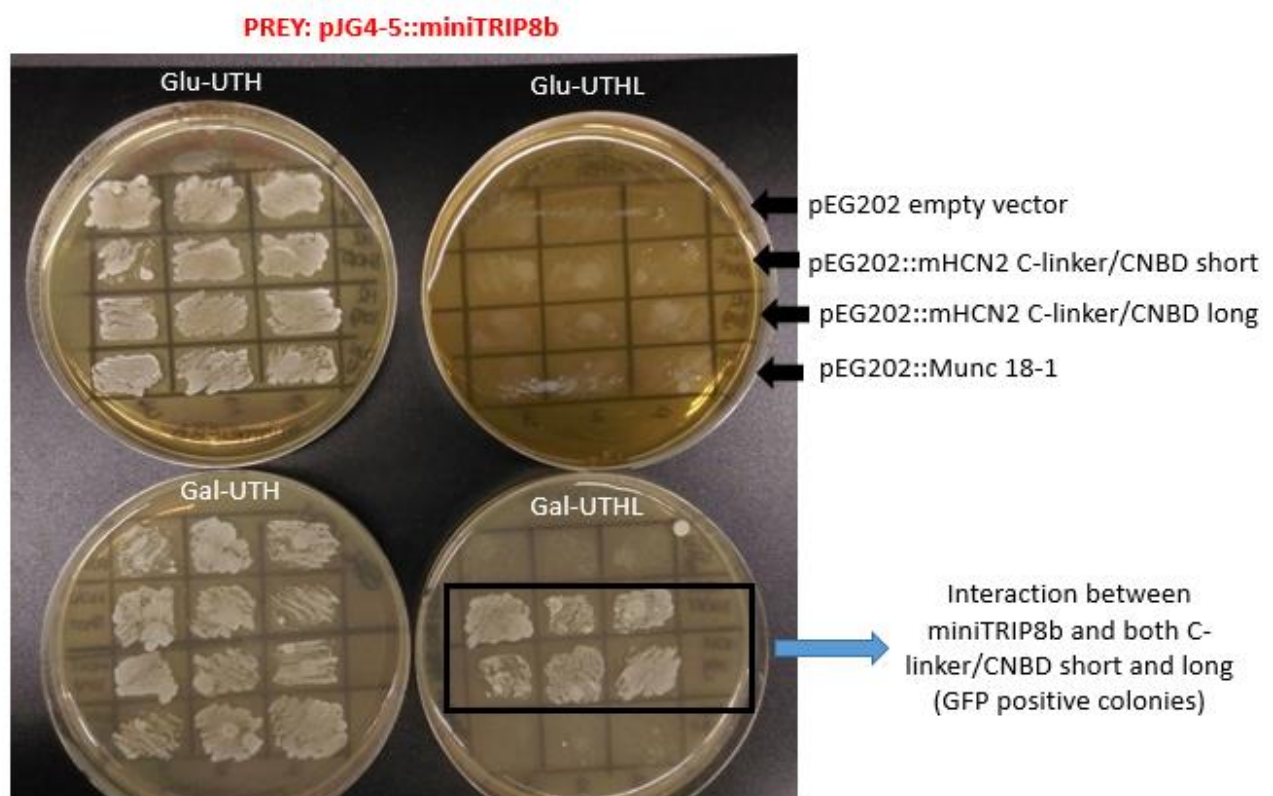 PREY: pJG4-5::miniTRIP8b
Glu-UTH
Glu-UTHL
pEG202 empty vector
pEG202::mHCN2 C-linker/CNBD short
pEG202::mHCN2 C-linker/CNBD long
pEG202::Munc 18-1
Gal-UTH
Gal-UTHL
Interaction between
miniTRIP8b and both C-
linker/CNBD short and long
(GFP positive colonies)